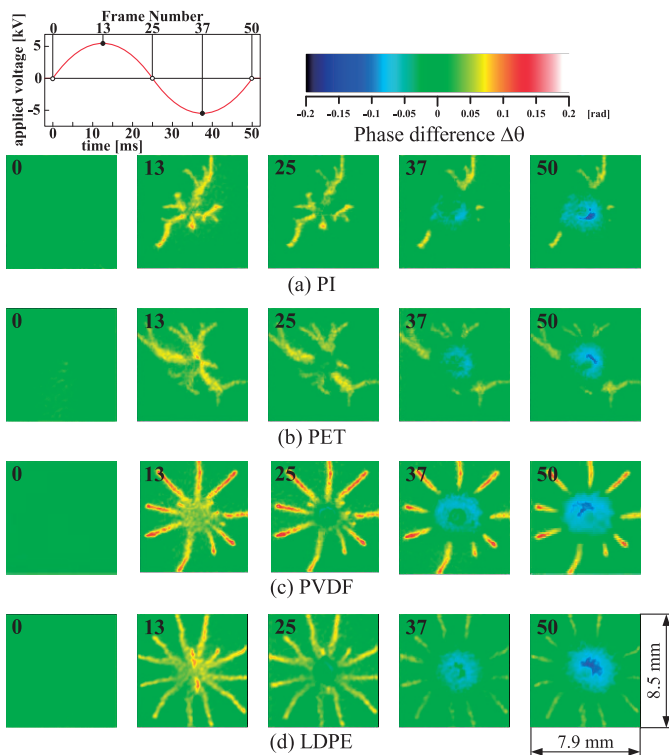 Frame Number
0 13 25 37 50
applied voltage [kV]
5
0
-5
0 10 20 30 40 50
time [ms]
-0.2 -0.15 -0.1 -0.05 0 0.05 0.1 0.15 0.2 [rad]
Phase difference Δθ
0 13 25 37 50
(a) PI
0 13 25 37 50
(b) PET
0 13 25 37 50
(c) PVDF
0 13 25 37 50
(d) LDPE
8.5 mm
7.9 mm